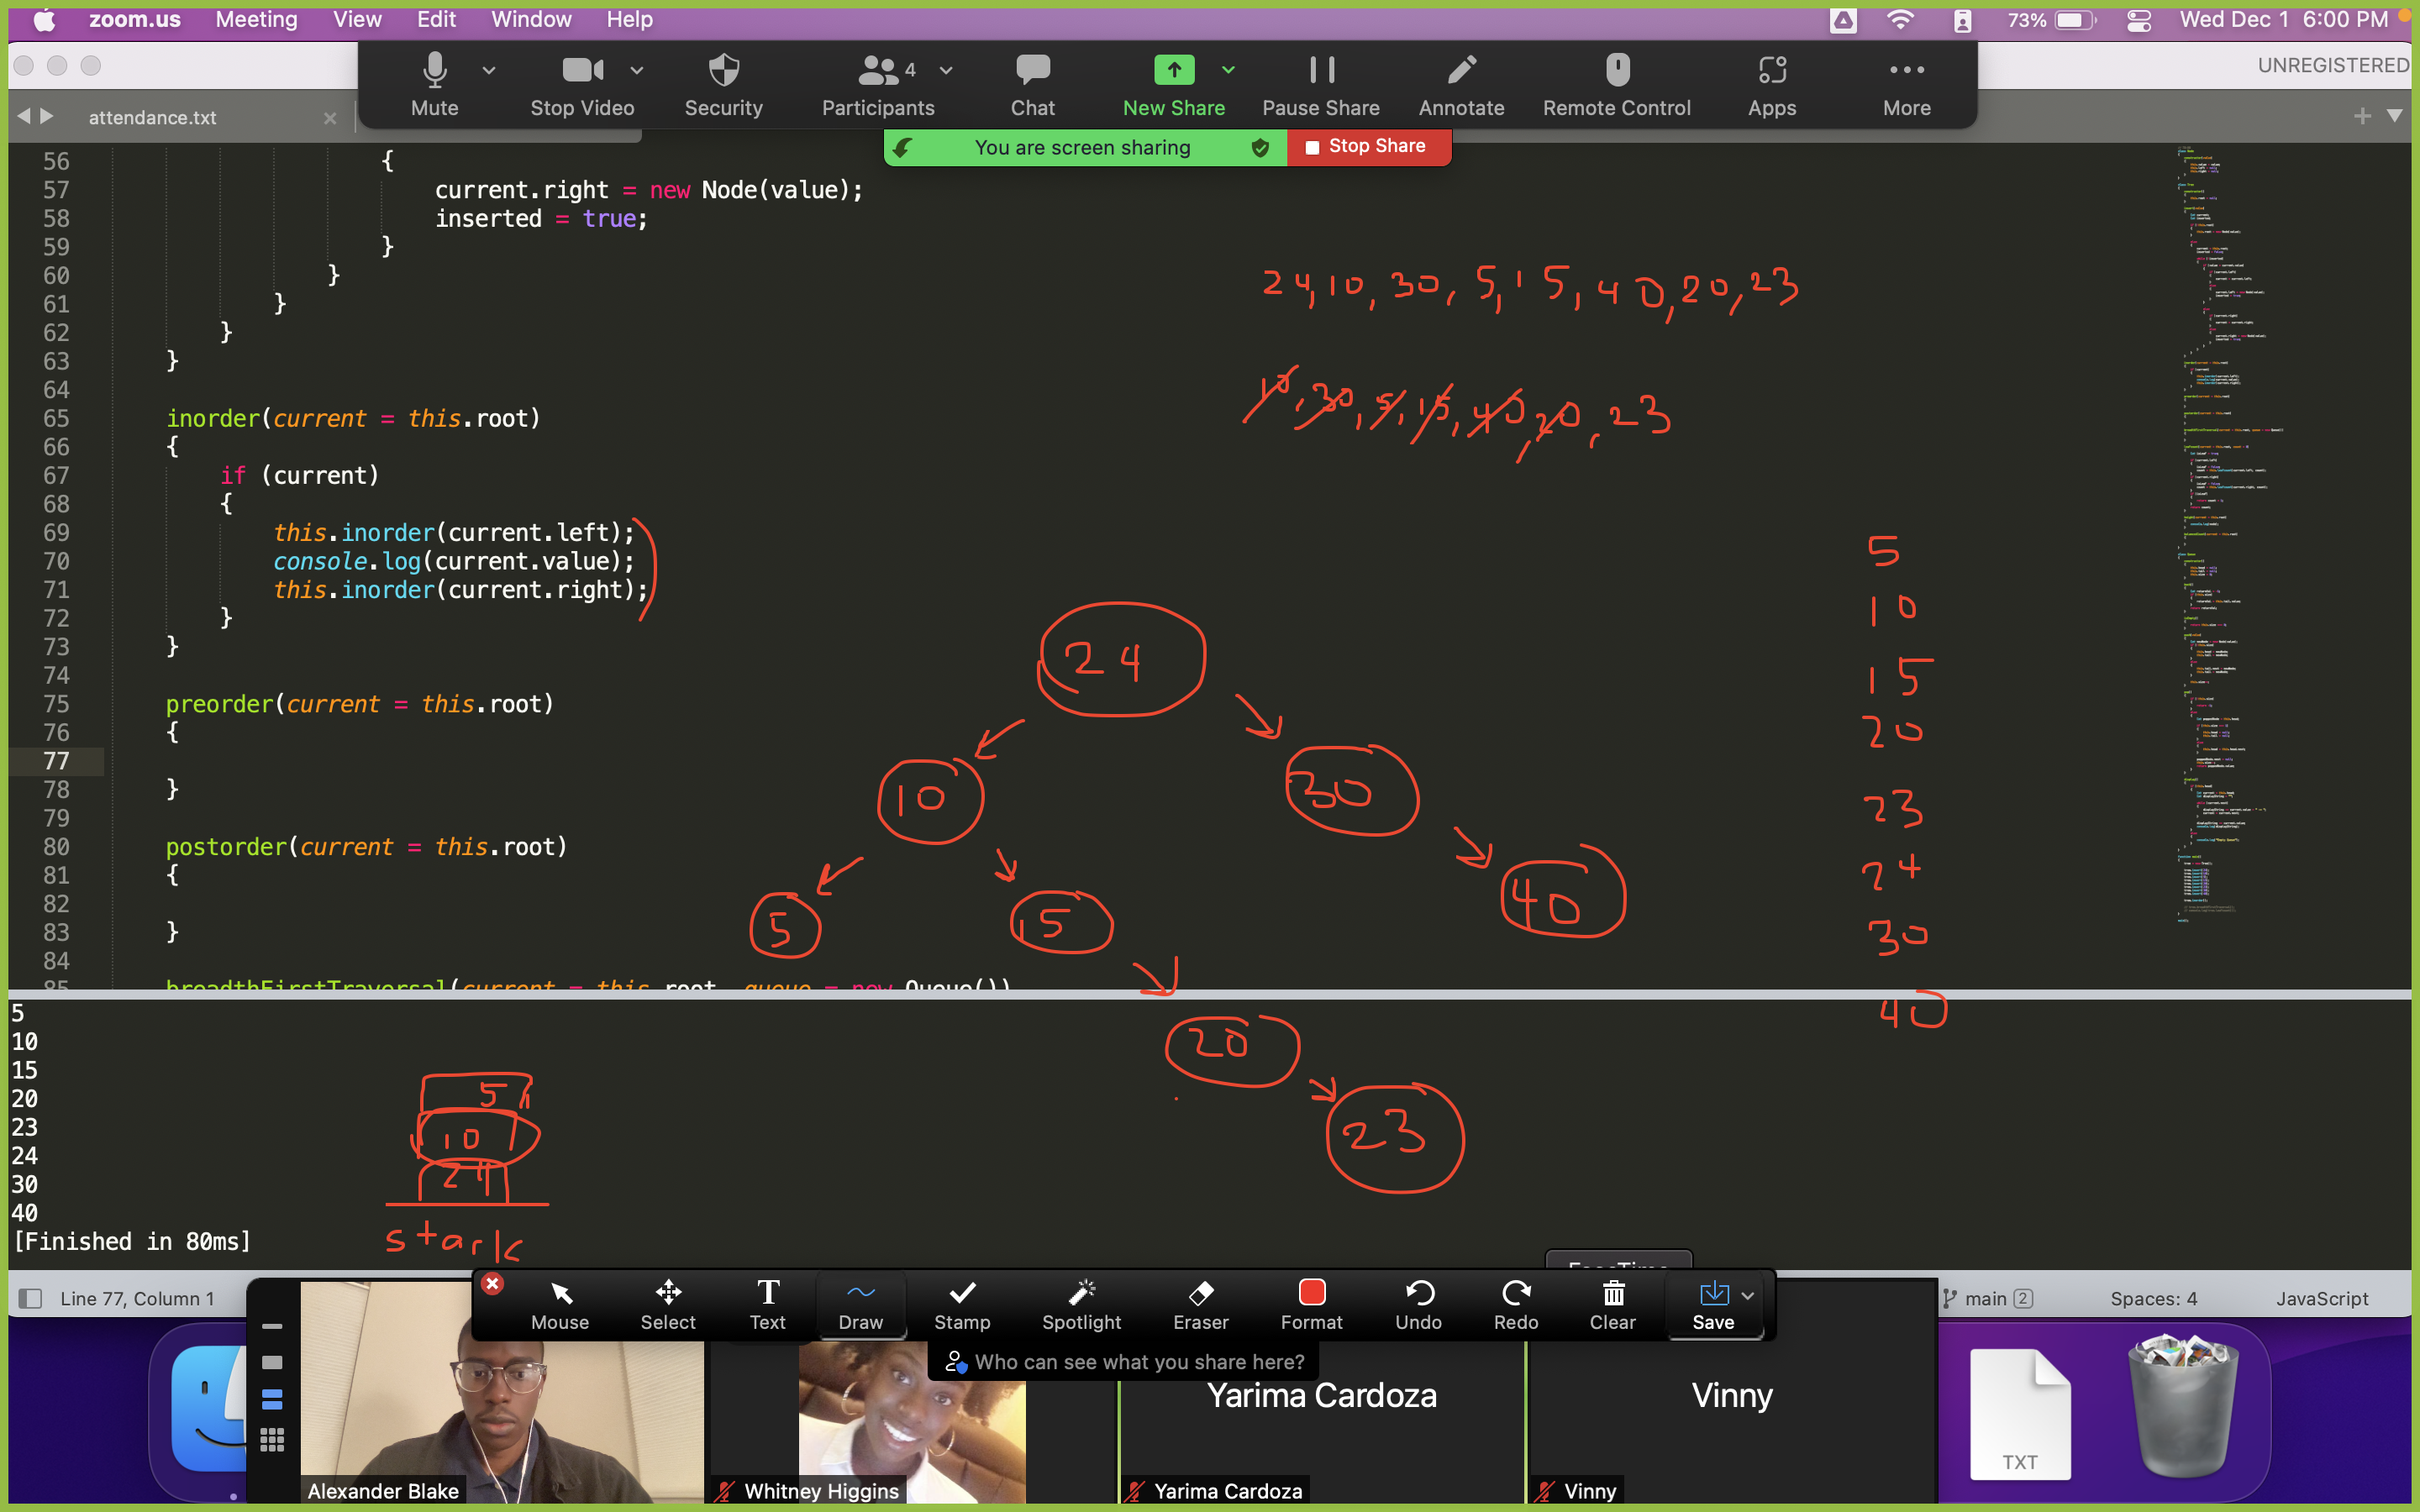 zoom.us Meeting View Edit Window Help 73% Wed Dec 1 6:00 PM
UNREGISTERED
Mute Stop Video Security Participants 4 Chat New Share Pause Share Annotate Remote Control Apps More
attendance.txt
You are screen sharing Stop Share
56 {
57 current.right = new Node(value);
58 inserted = true;
59 }
60 }
61 }
62 }
63 }
64
65 inorder(current = this.root)
66 {
67 if (current)
68 {
69 this.inorder(current.left);
70 console.log(current.value);
71 this.inorder(current.right);
72 }
73 }
74
75 preorder(current = this.root)
76 {
77
78 }
79
80 postorder(current = this.root)
81 {
82
83 }
84
85 breadthFirstTraversal(current = this.root, queue = new Queue())
24,10,30,5,15,40,20,23
10,30,5,15,40,20,23
24
10 30
5 15 40
20
23
5
10
15
20
23
24
30
40
5
10
15
20
23
24
30
40
[Finished in 80ms]
5
10
24
stack
FaceTime
Line 77, Column 1
main 2 Spaces: 4 JavaScript
Mouse Select Text Draw Stamp Spotlight Eraser Format Undo Redo Clear Save
Who can see what you share here?
Yarima Cardoza Vinny
TXT
Alexander Blake Whitney Higgins Yarima Cardoza Vinny